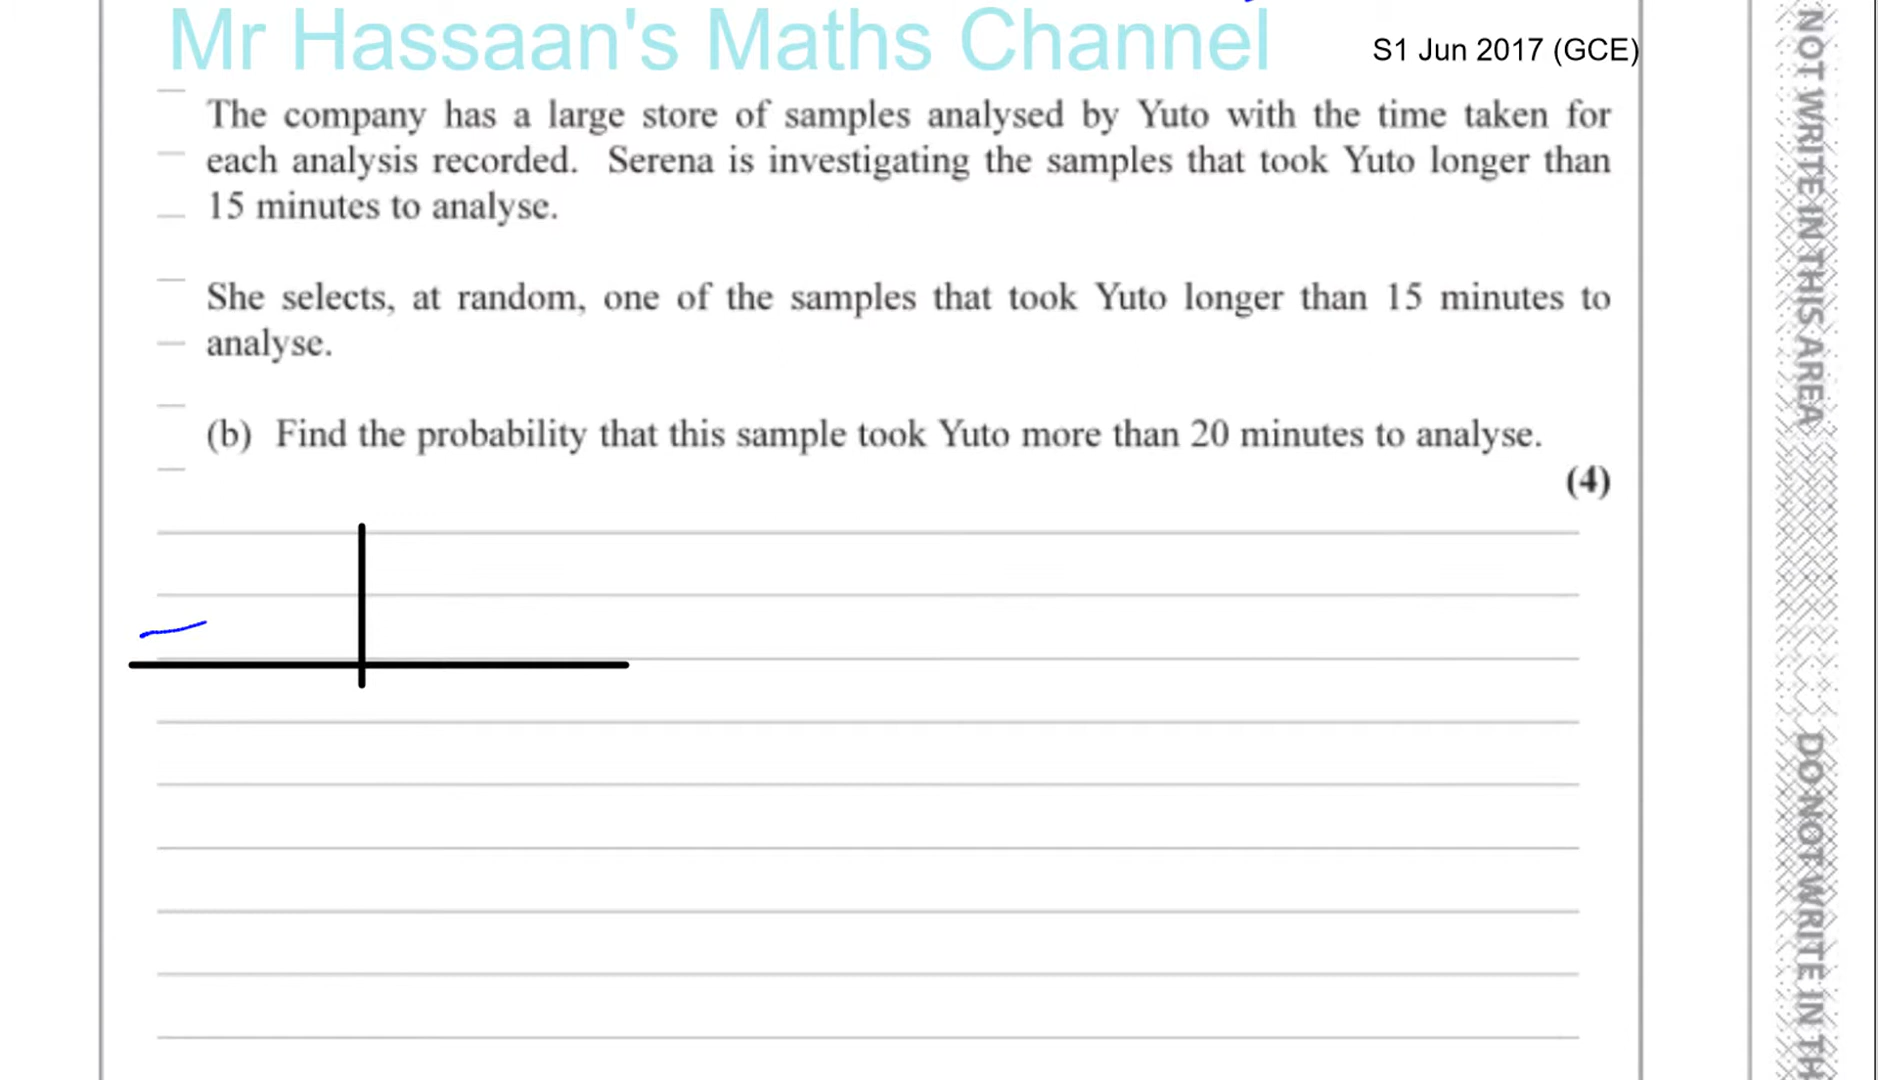 Mr Hassaan's Maths Channel
S1 Jun 2017 (GCE)
The company has a large store of samples analysed by Yuto with the time taken for
each analysis recorded. Serena is investigating the samples that took Yuto longer than
15 minutes to analyse.
She selects, at random, one of the samples that took Yuto longer than 15 minutes to
analyse.
(b) Find the probability that this sample took Yuto more than 20 minutes to analyse.
(4)
NOT WRITE IN THIS AREA
DO NOT WRITE IN TH